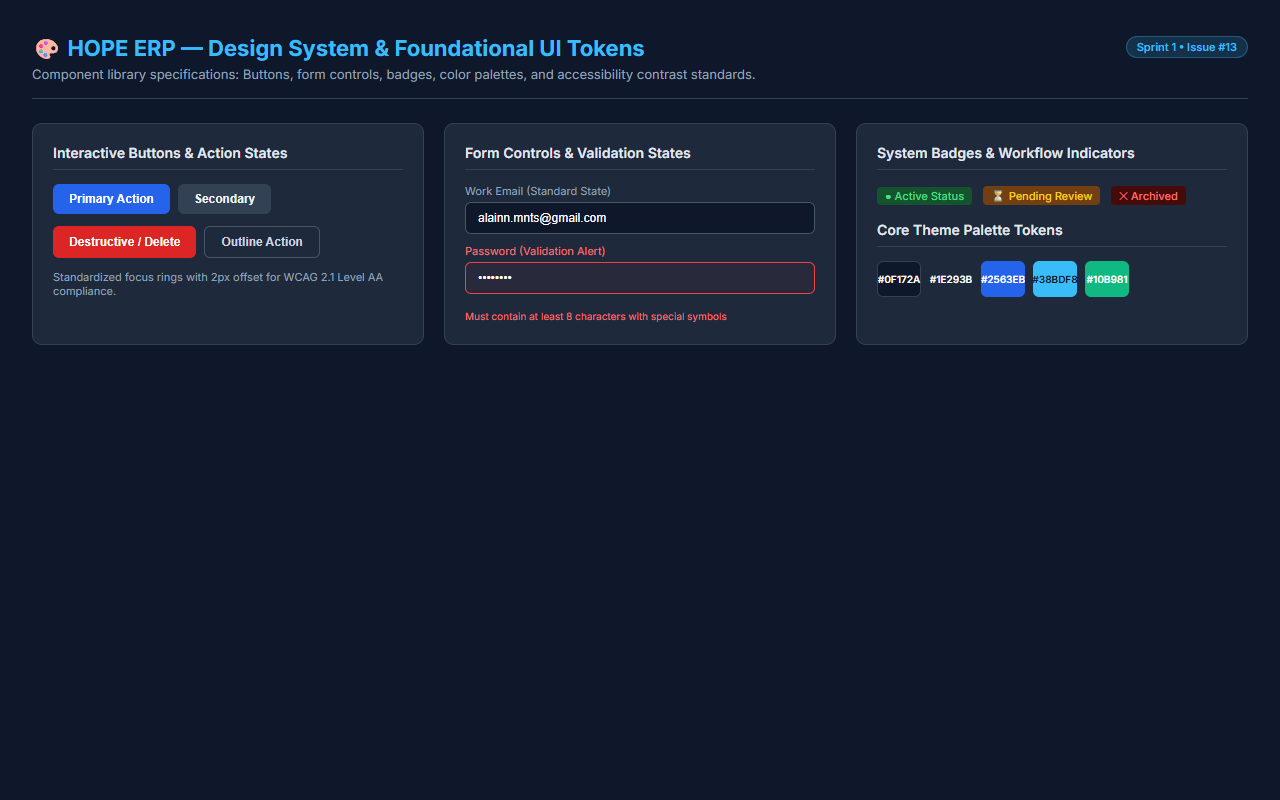 🎨 HOPE ERP — Design System & Foundational UI Tokens
Sprint 1 • Issue #13
Component library specifications: Buttons, form controls, badges, color palettes, and accessibility contrast standards.
Interactive Buttons & Action States
Primary Action
Secondary
Destructive / Delete
Outline Action
Standardized focus rings with 2px offset for WCAG 2.1 Level AA
compliance.
Form Controls & Validation States
Work Email (Standard State)
alainn.mnts@gmail.com
Password (Validation Alert)
••••••••
Must contain at least 8 characters with special symbols
System Badges & Workflow Indicators
● Active Status
⏳ Pending Review
✕ Archived
Core Theme Palette Tokens
#0F172A
#1E293B
#2563EB
#38BDF8
#10B981